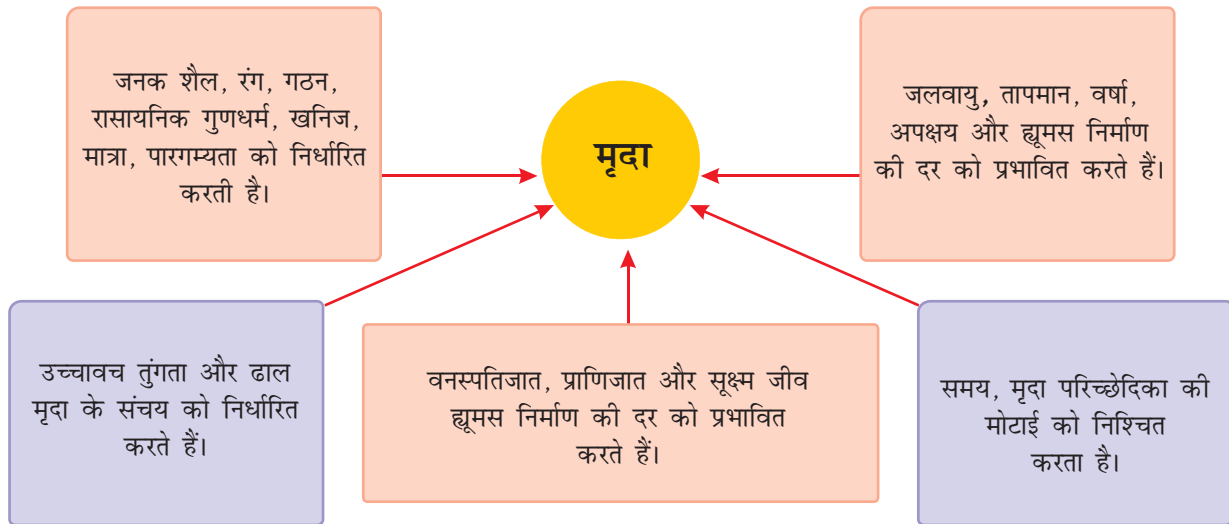 जनक शैल, रंग, गठन,
रासायनिक गुणधर्म, खनिज,
मात्रा, पारगम्यता को निर्धारित
करती है।
मृदा
जलवायु, तापमान, वर्षा,
अपक्षय और ह्यूमस निर्माण
की दर को प्रभावित करते हैं।
उच्चावच तुंगता और ढाल
मृदा के संचय को निर्धारित
करते हैं।
वनस्पतिजात, प्राणिजात और सूक्ष्म जीव
ह्यूमस निर्माण की दर को प्रभावित
करते हैं।
समय, मृदा परिच्छेदिका की
मोटाई को निश्चित
करता है।